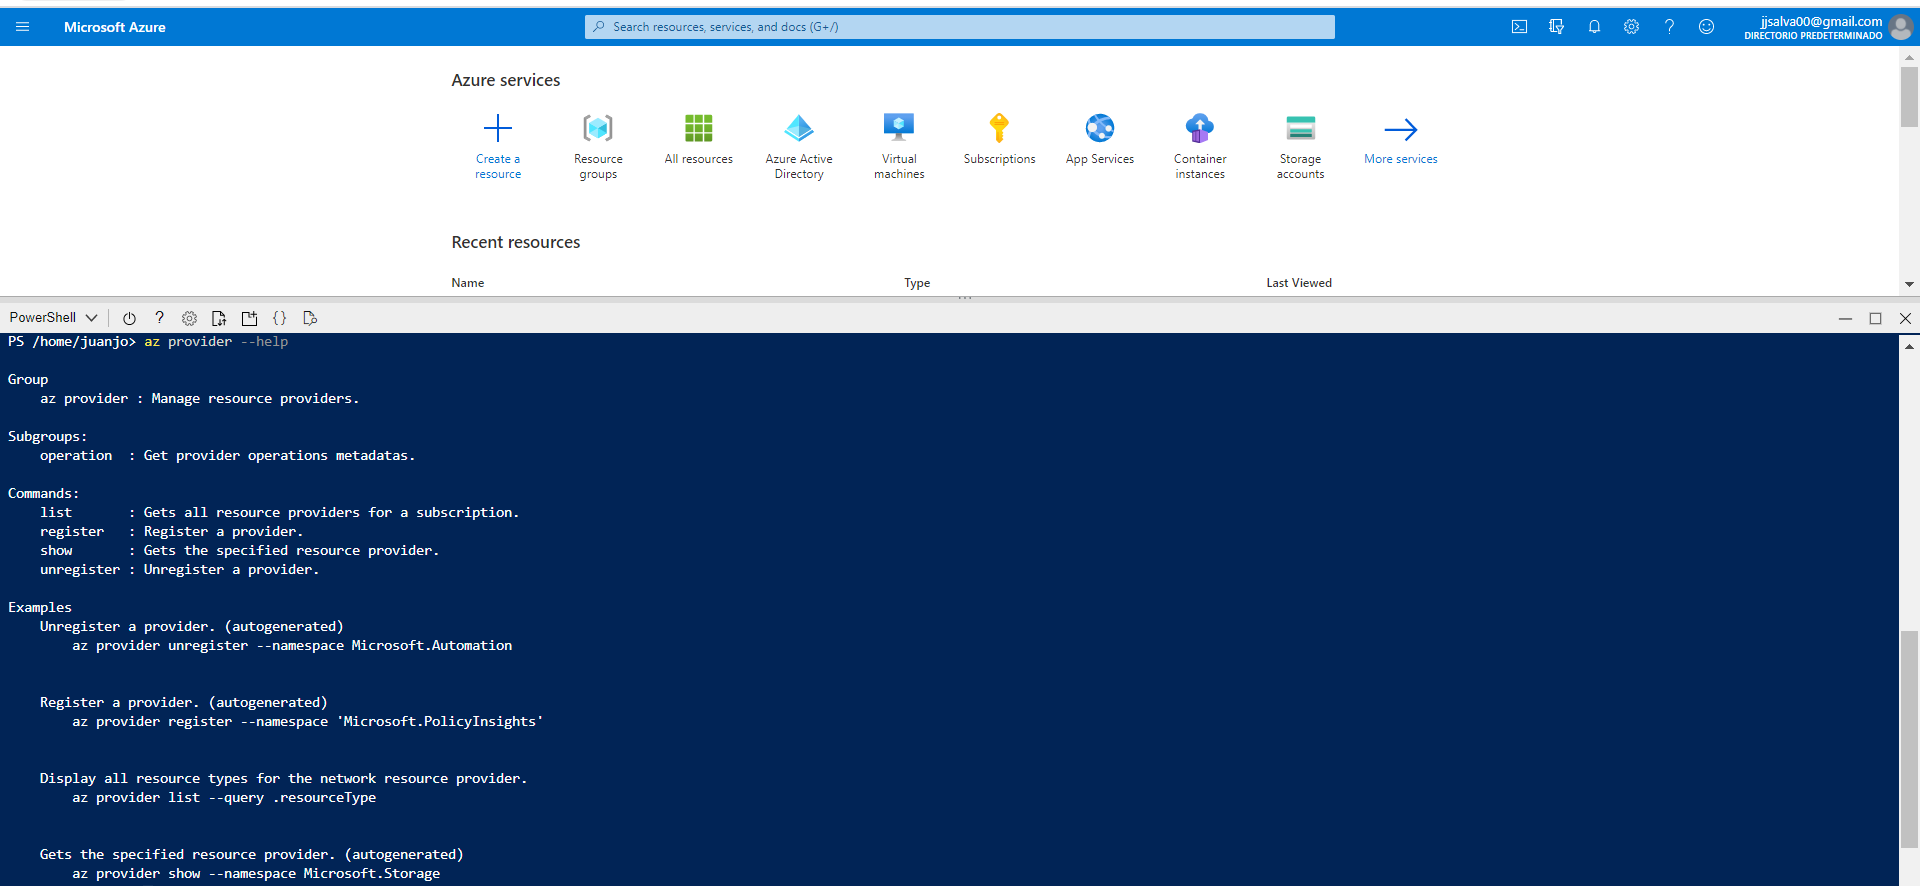 Microsoft Azure
Search resources, services, and docs (G+/)
jjsalva00@gmail.com
DIRECTORIO PREDETERMINADO
Azure services
Create a
resource
Resource
groups
All resources
Azure Active
Directory
Virtual
machines
Subscriptions
App Services
Container
instances
Storage
accounts
More services
Recent resources
Name Type Last Viewed
PowerShell
PS /home/juanjo> az provider --help
Group
az provider : Manage resource providers.
Subgroups:
operation : Get provider operations metadatas.
Commands:
list : Gets all resource providers for a subscription.
register : Register a provider.
show : Gets the specified resource provider.
unregister : Unregister a provider.
Examples
Unregister a provider. (autogenerated)
az provider unregister --namespace Microsoft.Automation
Register a provider. (autogenerated)
az provider register --namespace 'Microsoft.PolicyInsights'
Display all resource types for the network resource provider.
az provider list --query .resourceType
Gets the specified resource provider. (autogenerated)
az provider show --namespace Microsoft.Storage